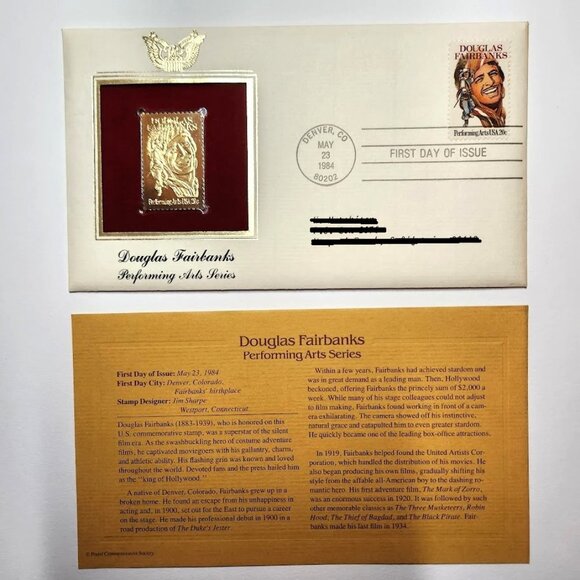 DOUGLAS
FAIRBANKS
Performing Arts USA 20c
DENVER, CO
MAY
23
1984
80202
FIRST DAY OF ISSUE
DOUGLAS
FAIRBANKS
Performing Arts USA 20c
Douglas Fairbanks
Performing Arts Series
Douglas Fairbanks
Performing Arts Series
First Day of Issue: May 23, 1984
First Day City: Denver, Colorado,
Fairbanks' birthplace
Stamp Designer: Jim Sharpe
Westport, Connecticut
Douglas Fairbanks (1883-1939), who is honored on this
U.S. commemorative stamp, was a superstar of the silent
film era. As the swashbuckling hero of costume adventure
films, he captivated moviegoers with his gallantry, charm,
and athletic ability. His flashing grin was known and loved
throughout the world. Devoted fans and the press hailed him
as the "king of Hollywood."
A native of Denver, Colorado, Fairbanks grew up in a
broken home. He found an escape from his unhappiness in
acting and, in 1900, set out for the East to pursue a career
on the stage. He made his professional debut in 1900 in a
road production of The Duke's Jester.
Within a few years, Fairbanks had achieved stardom and
was in great demand as a leading man. Then, Hollywood
beckoned, offering Fairbanks the princely sum of $2,000 a
week. While many of his stage colleagues could not adjust
to film making, Fairbanks found working in front of a cam-
era exhilarating. The camera showed off his instinctive,
natural grace and catapulted him to even greater stardom.
He quickly became one of the leading box-office attractions.
In 1919, Fairbanks helped found the United Artists Cor-
poration, which handled the distribution of his movies. He
also began producing his own films, gradually shifting his
style from the affable all-American boy to the dashing ro-
mantic hero. His first adventure film, The Mark of Zorro,
was an enormous success in 1920. It was followed by such
other memorable classics as The Three Musketeers, Robin
Hood, The Thief of Bagdad, and The Black Pirate. Fair-
banks made his last film in 1934.
© Postal Commemorative Society